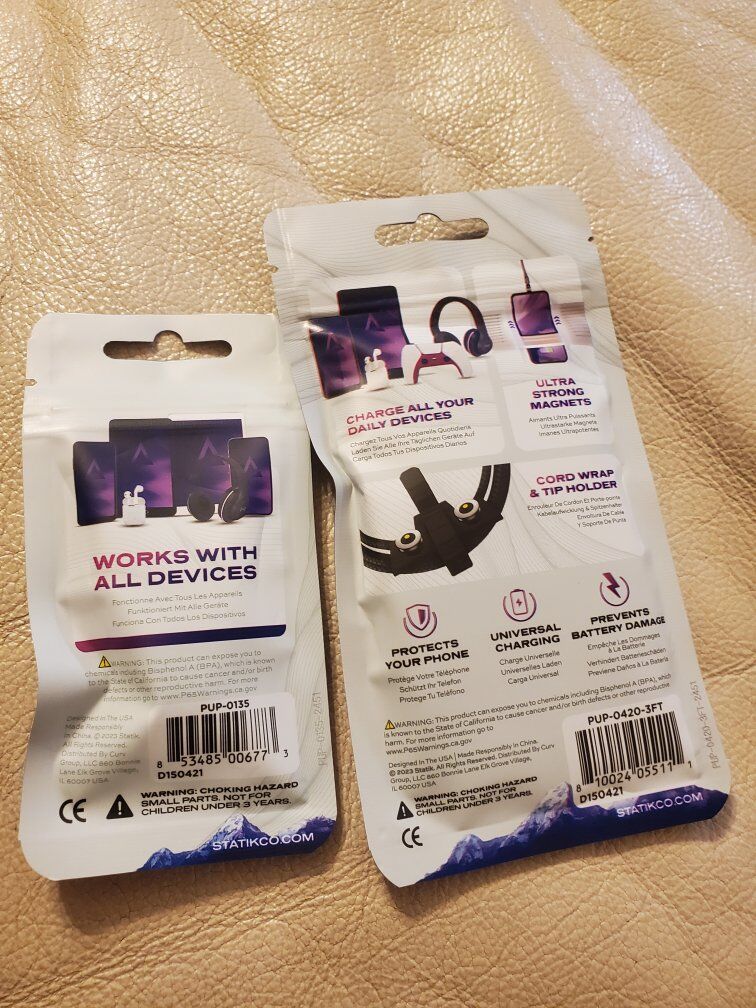 WORKS WITH
ALL DEVICES
Fonctionne Avec Tous Les Appareils
Funktioniert Mit Alle Geräte
Funciona Con Todos Los Dispositivos
WARNING: This product can expose you to
chemicals including Bisphenol A (BPA), which is known
to the State of California to cause cancer and/or birth
defects or other reproductive harm. For more
information go to www.P65Warnings.ca.gov
Designed In The USA
Made Responsibly
in China. © 2023 Statik.
All Rights Reserved.
Distributed By Curv
Group, LLC 860 Bonnie
Lane Elk Grove Village,
IL 60007 USA
PUP-0135
8 53485 00677 3
D150421
PUP-0135-2451
CE
WARNING: CHOKING HAZARD
SMALL PARTS. NOT FOR
CHILDREN UNDER 3 YEARS.
STATIKCO.COM
CHARGE ALL YOUR
DAILY DEVICES
Chargez Tous Vos Appareils Quotidiens
Laden Sie Alle Ihre Täglichen Geräte Auf
Carga Todos Tus Dispositivos Diarios
ULTRA
STRONG
MAGNETS
Aimants Ultra Puissants
Ultrastarke Magnets
Imanes Ultrapotentes
CORD WRAP
& TIP HOLDER
Enrouleur De Cordon Et Porte-pointe
Kabelaufwicklung & Spitzenhalter
Envoltura De Cable
Y Soporte De Punta
PROTECTS
YOUR PHONE
Protège Votre Téléphone
Schützt Ihr Telefon
Protege Tu Teléfono
UNIVERSAL
CHARGING
Charge Universelle
Universelles Laden
Carga Universal
PREVENTS
BATTERY DAMAGE
Empêche Les Dommages
À La Batterie
Verhindert Batterieschäden
Previene Daños A La Batería
WARNING: This product can expose you to chemicals including Bisphenol A (BPA), which
is known to the State of California to cause cancer and/or birth defects or other reproductive
harm. For more information go to
www.P65Warnings.ca.gov
Designed In The USA | Made Responsibly in China.
© 2023 Statik. All Rights Reserved. Distributed By Curv
Group, LLC 860 Bonnie Lane Elk Grove Village,
IL 60007 USA
PUP-0420-3FT
8 10024 05511 1
D150421
PUP-0420-3FT-2451
WARNING: CHOKING HAZARD
SMALL PARTS. NOT FOR
CHILDREN UNDER 3 YEARS.
CE
STATIKCO.COM